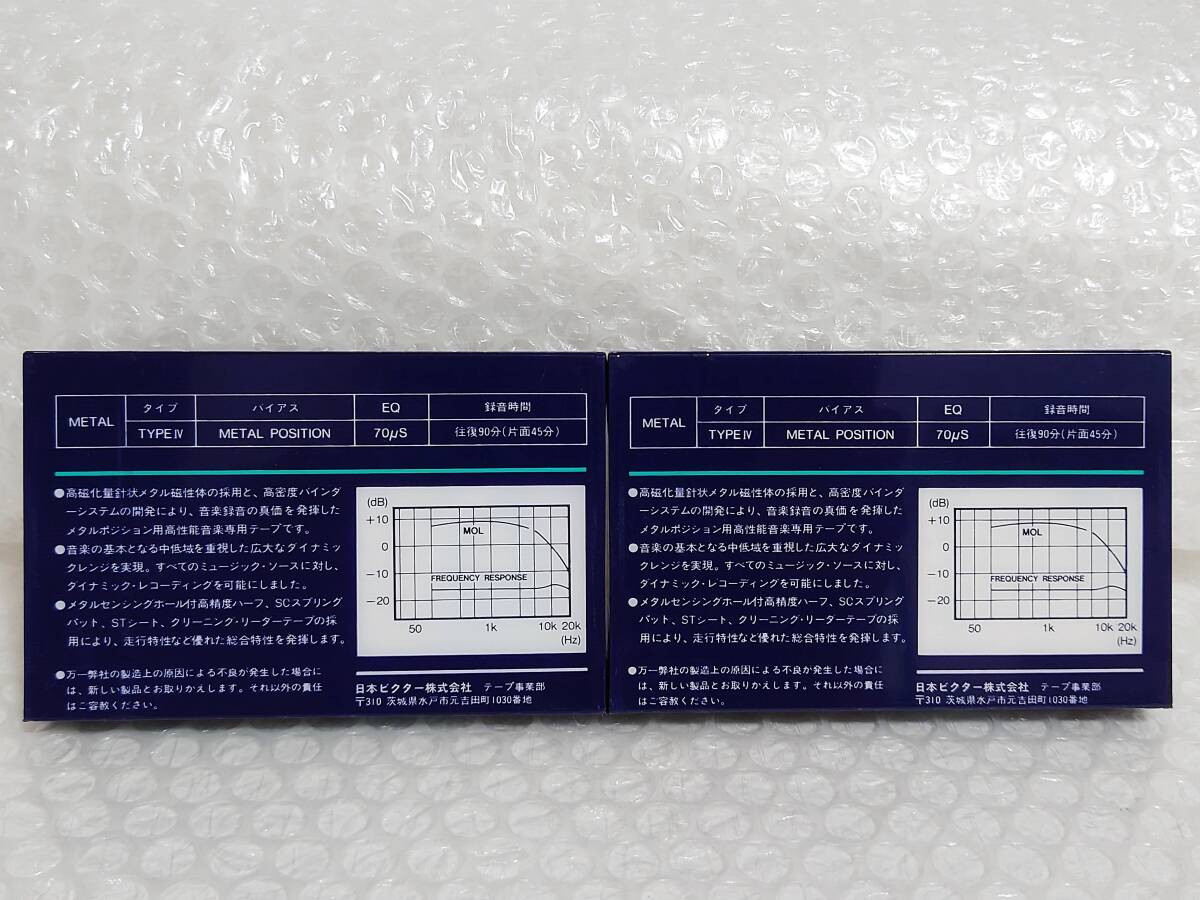 METAL
タイプ バイアス EQ 録音時間
TYPE IV METAL POSITION 70μS 往復90分(片面45分)
●高磁化量針状メタル磁性体の採用と、高密度バインダ
ーシステムの開発により、音楽録音の真価を発揮した
メタルポジション用高性能音楽専用テープです。
●音楽の基本となる中低域を重視した広大なダイナミッ
クレンジを実現。すべてのミュージック・ソースに対し、
ダイナミック・レコーディングを可能にしました。
●メタルセンシングホール付高精度ハーフ、SCスプリング
パット、STシート、クリーニング・リーターテープの採
用により、走行特性など優れた総合特性を発揮します。
●万一弊社の製造上の原因による不良が発生した場合に
は、新しい製品とお取りかえします。それ以外の責任
はご容赦ください。
(dB)
+10
0
-10
-20
MOL
FREQUENCY RESPONSE
50 1k 10k 20k
(Hz)
日本ビクター株式会社 テープ事業部
〒310 茨城県水戸市元吉田町1030番地
METAL
タイプ バイアス EQ 録音時間
TYPE IV METAL POSITION 70μS 往復90分(片面45分)
●高磁化量針状メタル磁性体の採用と、高密度バインダ
ーシステムの開発により、音楽録音の真価を発揮した
メタルポジション用高性能音楽専用テープです。
●音楽の基本となる中低域を重視した広大なダイナミッ
クレンジを実現。すべてのミュージック・ソースに対し、
ダイナミック・レコーディングを可能にしました。
●メタルセンシングホール付高精度ハーフ、SCスプリング
パット、STシート、クリーニング・リーターテープの採
用により、走行特性など優れた総合特性を発揮します。
●万一弊社の製造上の原因による不良が発生した場合に
は、新しい製品とお取りかえします。それ以外の責任
はご容赦ください。
(dB)
+10
0
-10
-20
MOL
FREQUENCY RESPONSE
50 1k 10k 20k
(Hz)
日本ビクター株式会社 テープ事業部
〒310 茨城県水戸市元吉田町1030番地